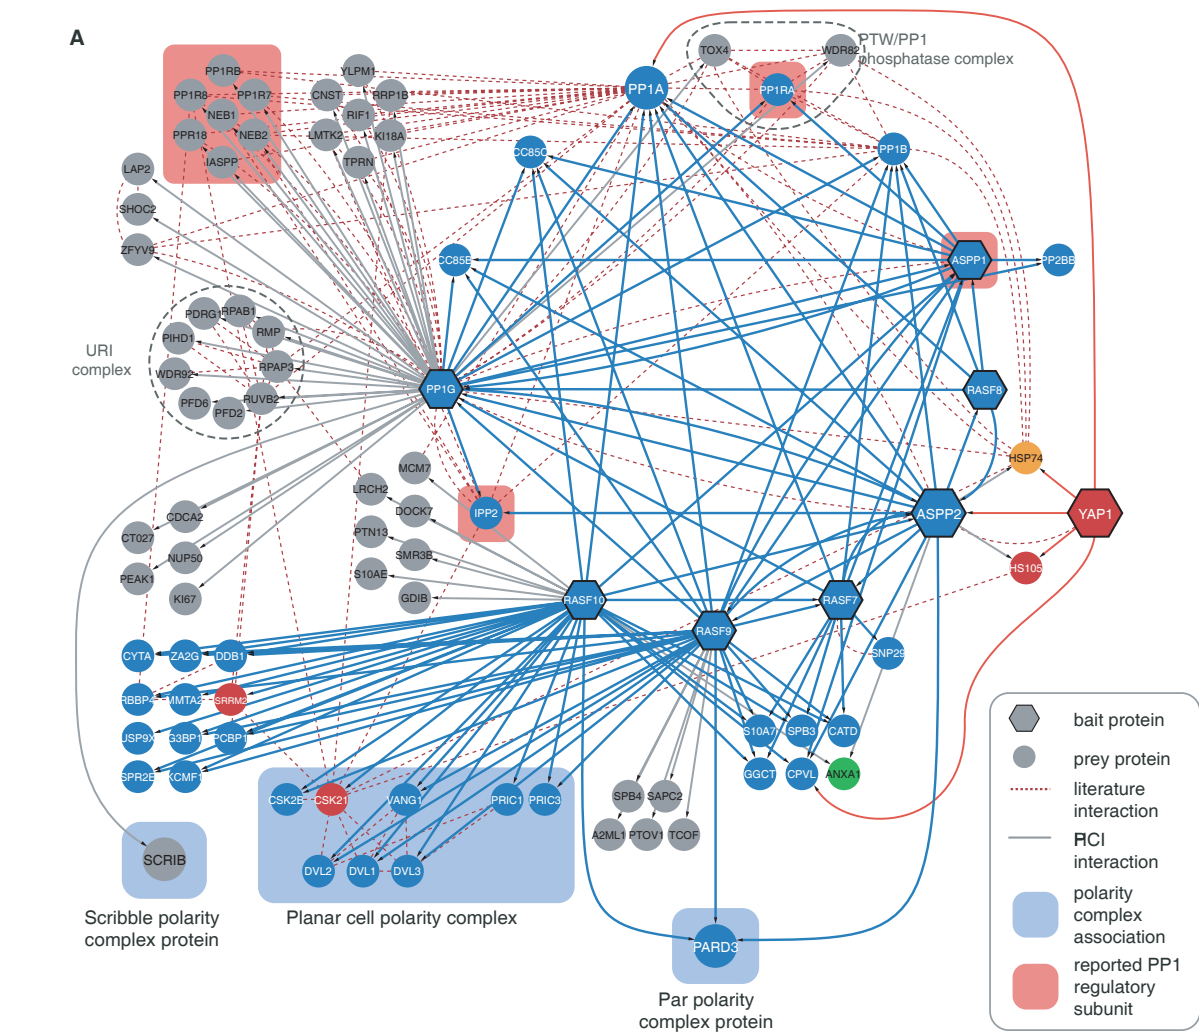 A
PTW/PP1
phosphatase complex
TOX4
WDR82
PP1RA
PP1A
PP1B
PP1RB
PP1R8
PP1R7
NEB1
PPR18
NEB2
IASPP
YLPM1
CNST
RRP1B
RIF1
LMTK2
KI18A
TPRN
LAP2
SHOC2
ZFYV9
CC85C
CC85B
ASPP1
PP2BB
PDRG1
RPAB1
PIHD1
RMP
WDR92
RPAP3
PFD6
PFD2
RUVB2
URI
complex
PP1G
RASF8
HSP74
MCM7
LRCH2
DOCK7
IPP2
PTN13
SMR3B
S10AE
GDIB
ASPP2
YAP1
HS105
CDCA2
CT027
NUP50
PEAK1
KI67
RASF10
RASF9
RASF7
SNP29
CYTA
ZA2G
DDB1
RBBP4
MMTA2
SRRM2
USP9X
G3BP1
PCBP1
SPR2E
KCMF1
S10A7
SPB3
CATD
GGCT
CPVL
ANXA1
CSK2B
CSK21
VANG1
PRIC1
PRIC3
DVL2
DVL1
DVL3
SPB4
SAPC2
A2ML1
PTOV1
TCOF
SCRIB
Scribble polarity
complex protein
Planar cell polarity complex
PARD3
Par polarity
complex protein
bait protein
prey protein
literature
interaction
HCI
interaction
polarity
complex
association
reported PP1
regulatory
subunit